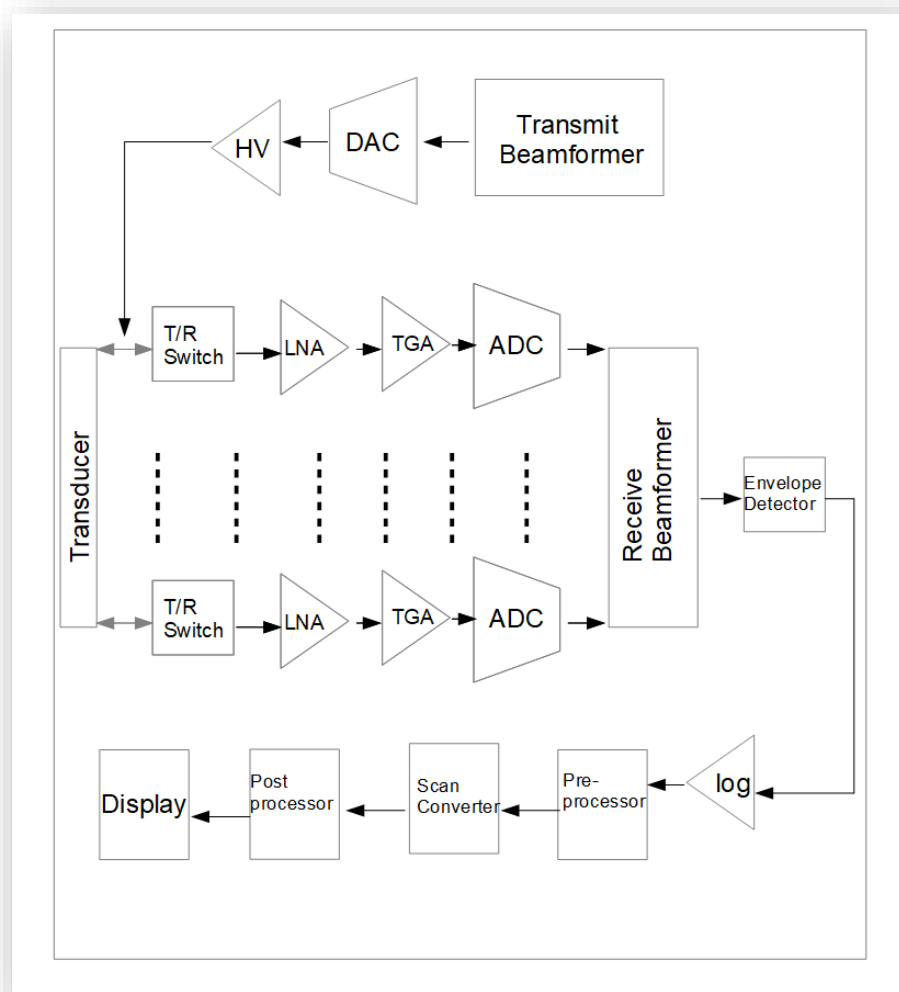 HV
DAC
Transmit
Beamformer
T/R
Switch
LNA
TGA
ADC
Transducer
Receive
Beamformer
Envelope
Detector
T/R
Switch
LNA
TGA
ADC
Display
Post
processor
Scan
Converter
Pre-
processor
log